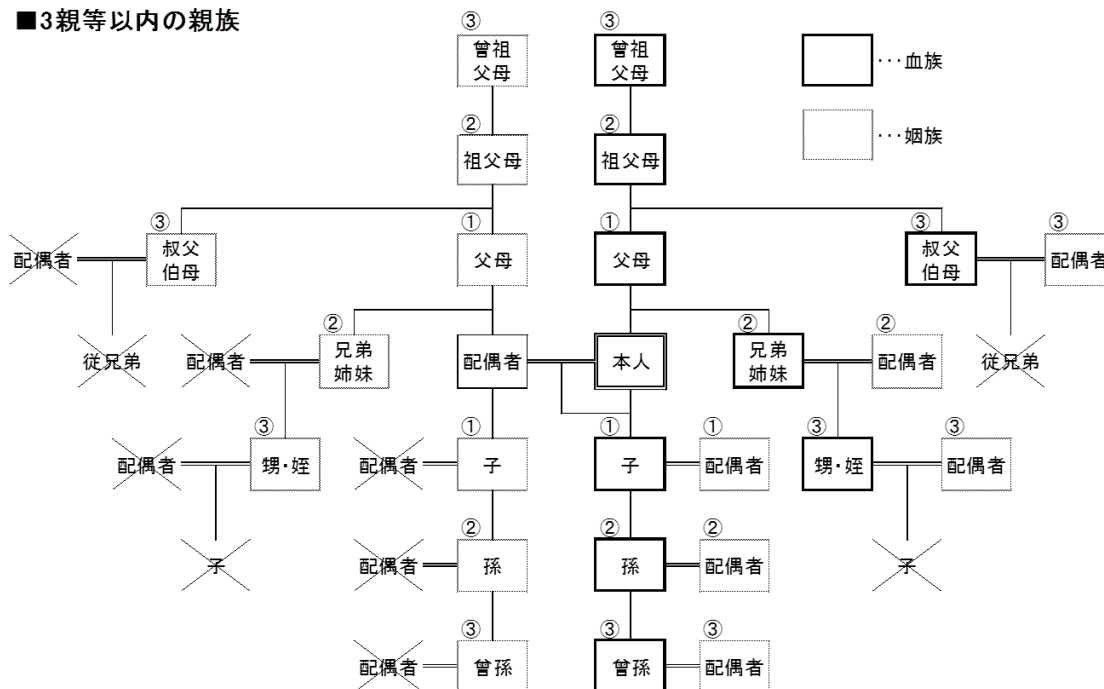 ■3親等以内の親族
③ ③
曾祖 曾祖
父母 父母
･･･血族
② ②
祖父母 祖父母
･･･姻族
③ ① ① ③ ③
配偶者 叔父 父母 父母 叔父 配偶者
伯母 伯母
② ② ②
従兄弟 配偶者 兄弟 配偶者 本人 兄弟 配偶者 従兄弟
姉妹 姉妹
③ ① ① ① ③ ③
配偶者 甥・姪 配偶者 子 子 配偶者 甥・姪 配偶者
② ② ②
子 配偶者 孫 孫 配偶者 子
③ ③ ③
配偶者 曾孫 曾孫 配偶者